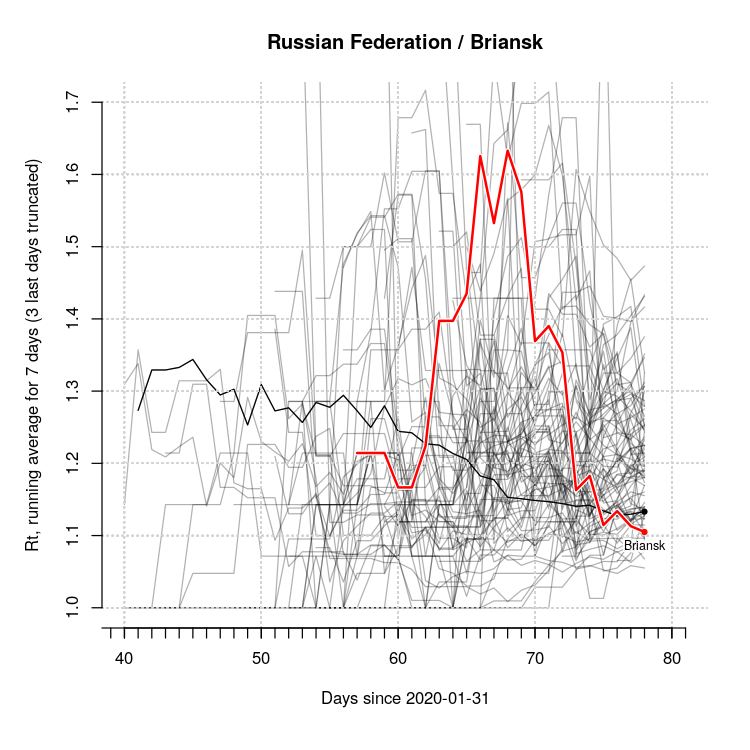 Russian Federation / Briansk
Rt, running average for 7 days (3 last days truncated)
1.7
1.6
1.5
1.4
1.3
1.2
1.1
1.0
Briansk
40 50 60 70 80
Days since 2020-01-31